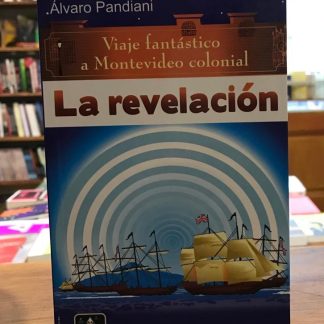 Álvaro Pandiani
Viaje fantástico
a Montevideo colonial
La revelación